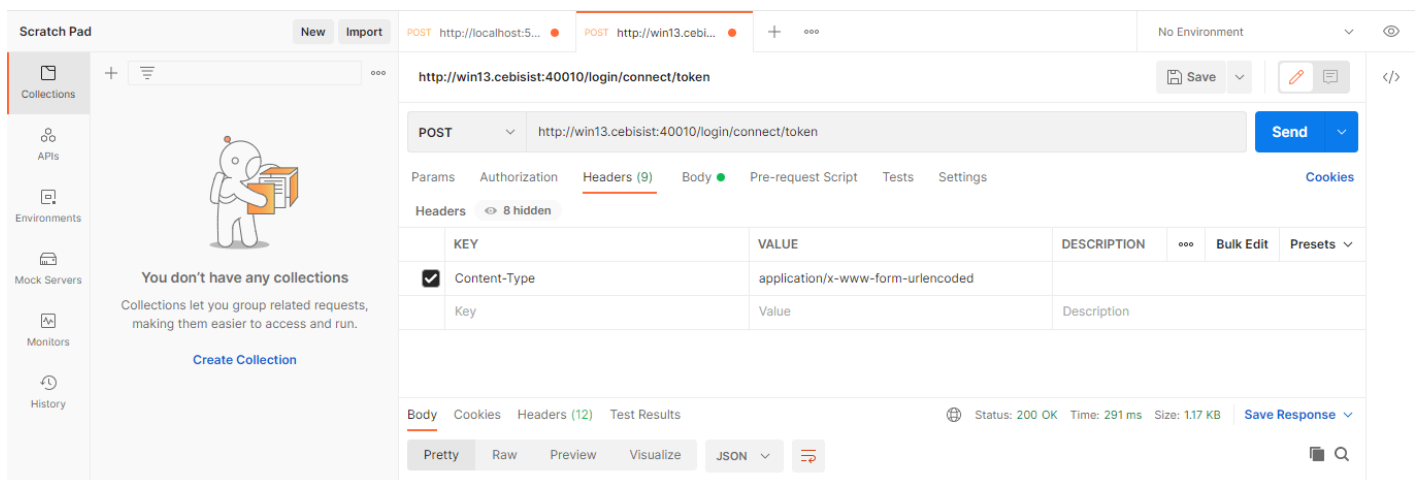 Scratch Pad
New
Import
POST http://localhost:5...
POST http://win13.cebi...
No Environment
Collections
APIs
Environments
Mock Servers
Monitors
History
You don't have any collections
Collections let you group related requests,
making them easier to access and run.
Create Collection
http://win13.cebisist:40010/login/connect/token
Save
POST
http://win13.cebisist:40010/login/connect/token
Send
Params Authorization Headers (9) Body Pre-request Script Tests Settings Cookies
Headers 8 hidden
KEY VALUE DESCRIPTION Bulk Edit Presets
Content-Type application/x-www-form-urlencoded
Key Value Description
Body Cookies Headers (12) Test Results Status: 200 OK Time: 291 ms Size: 1.17 KB Save Response
Pretty Raw Preview Visualize JSON